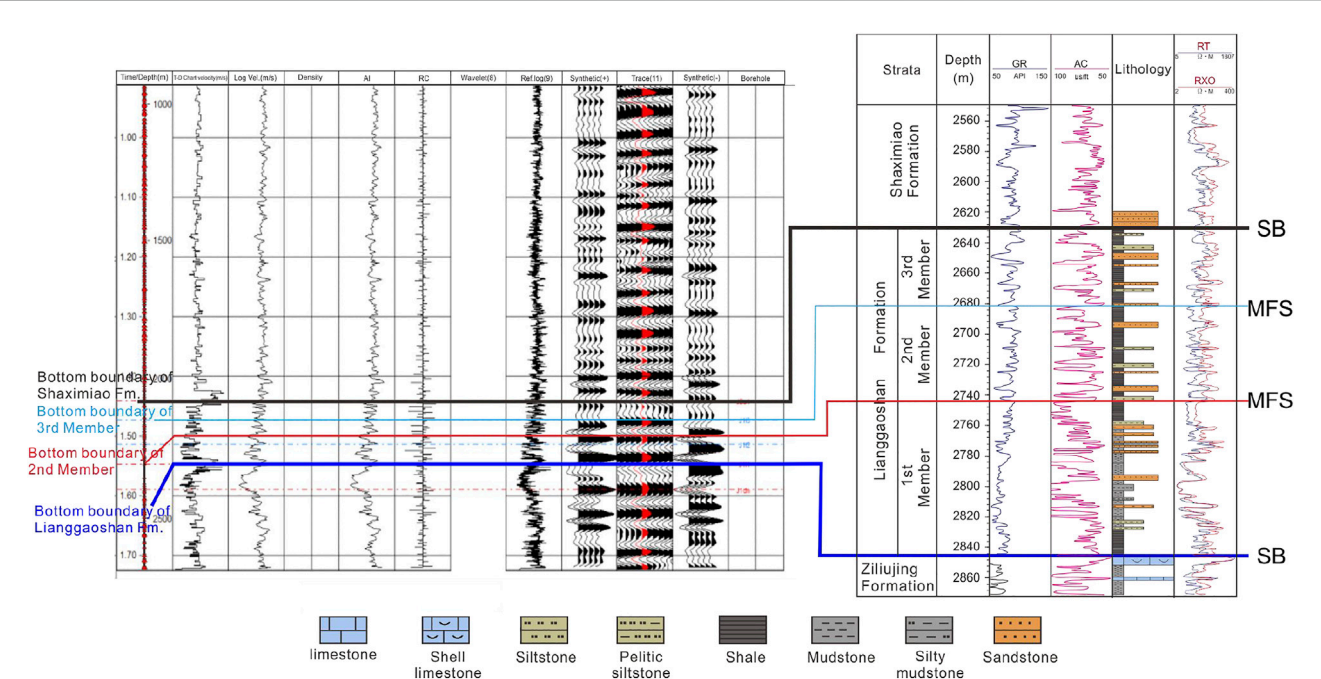 Time/Depth(m) T-D Chart velocity(m/s) Log Vel.(m/s) Density AI RC Wavelet(8) Ref.log(9) Synthetic(+) Trace(11) Synthetic(-) Borehole
1000
1.00
1.10
1500
1.20
1.30
1.50
1.60
2500
1.70
Bottom boundary of
Shaximiao Fm.
Bottom boundary of
3rd Member
Bottom boundary of
2nd Member
Bottom boundary of
Lianggaoshan Fm.
Strata
Depth
(m)
GR
50 API 150
AC
100 us/ft 50
Lithology
RT
Ω·M
RXO
2 Ω·M 400
Shaximiao
Formation
Lianggaoshan Formation
3rd
Member
2nd
Member
1st
Member
Ziliujing
Formation
2560
2580
2600
2620
2640
2660
2680
2700
2720
2740
2760
2780
2800
2820
2840
2860
SB
MFS
MFS
SB
limestone
Shell
limestone
Siltstone
Pelitic
siltstone
Shale
Mudstone
Silty
mudstone
Sandstone